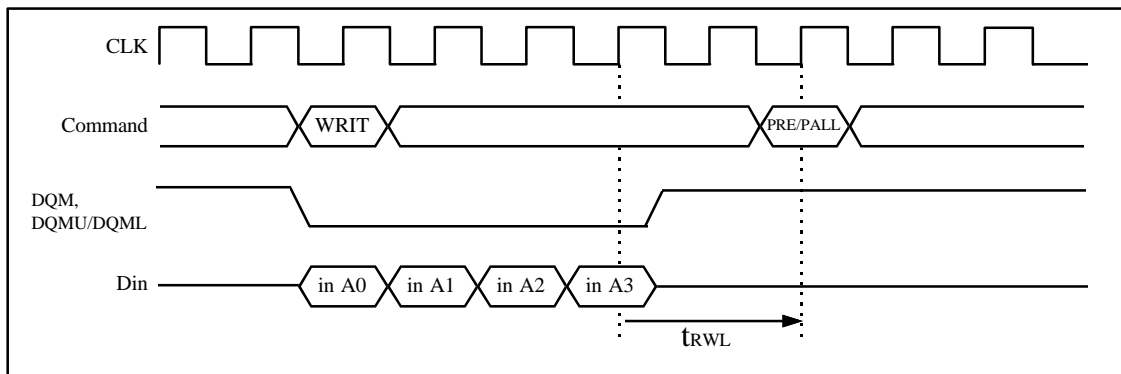 CLK
Command
WRIT
PRE/PALL
DQM,
DQMU/DQML
Din
in A0
in A1
in A2
in A3
tRWL